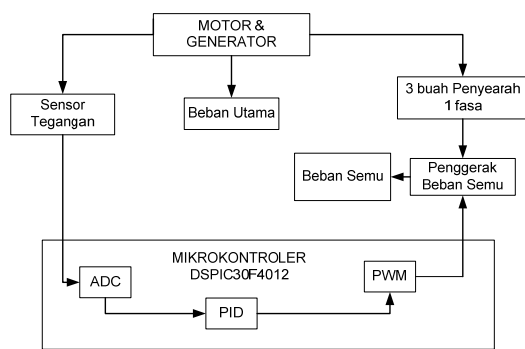 MOTOR &
GENERATOR
Sensor
Tegangan
Beban Utama
3 buah Penyearah
1 fasa
Beban Semu
Penggerak
Beban Semu
MIKROKONTROLER
DSPIC30F4012
ADC
PID
PWM